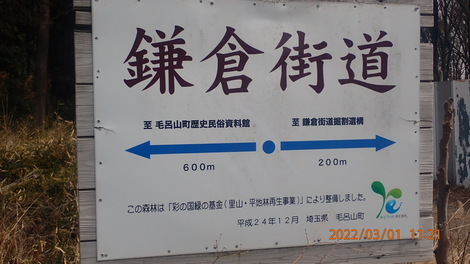 鎌倉街道
至 毛呂山町歴史民俗資料館
至 鎌倉街道掘割遺構
600m
200m
この森林は「彩の国緑の基金(里山・平地林再生事業)」により整備しました。
平成24年12月 埼玉県 毛呂山町
2022/03/01